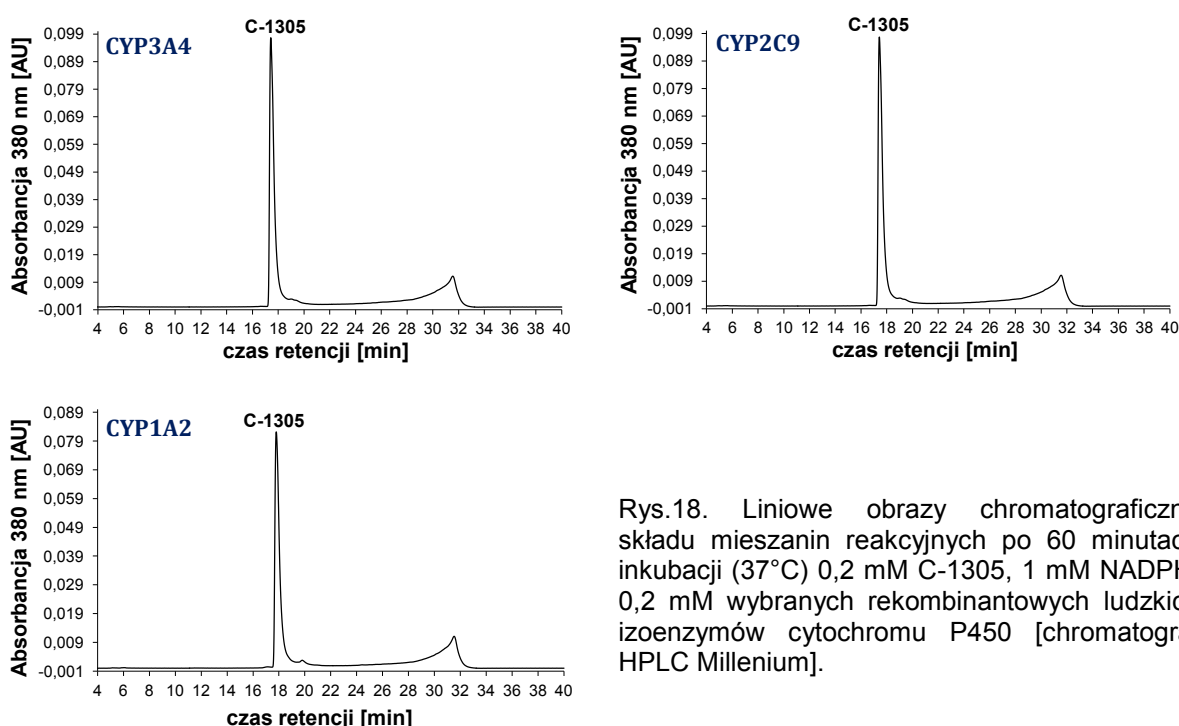 C-1305
CYP3A4
Absorbancja 380 nm [AU]
0,099
0,089
0,079
0,069
0,059
0,049
0,039
0,029
0,019
0,009
-0,001
4 6 8 10 12 14 16 18 20 22 24 26 28 30 32 34 36 38 40
czas retencji [min]
C-1305
CYP2C9
Absorbancja 380 nm [AU]
0,099
0,089
0,079
0,069
0,059
0,049
0,039
0,029
0,019
0,009
-0,001
4 6 8 10 12 14 16 18 20 22 24 26 28 30 32 34 36 38 40
czas retencji [min]
C-1305
CYP1A2
Absorbancja 380 nm [AU]
0,089
0,079
0,069
0,059
0,049
0,039
0,029
0,019
0,009
-0,001
4 6 8 10 12 14 16 18 20 22 24 26 28 30 32 34 36 38 40
czas retencji [min]
Rys.18. Liniowe obrazy chromatograficzn
składu mieszanin reakcyjnych po 60 minutac
inkubacji (37°C) 0,2 mM C-1305, 1 mM NADPH
0,2 mM wybranych rekombinantowych ludzkic
izoenzymów cytochromu P450 [chromatogra
HPLC Millenium].